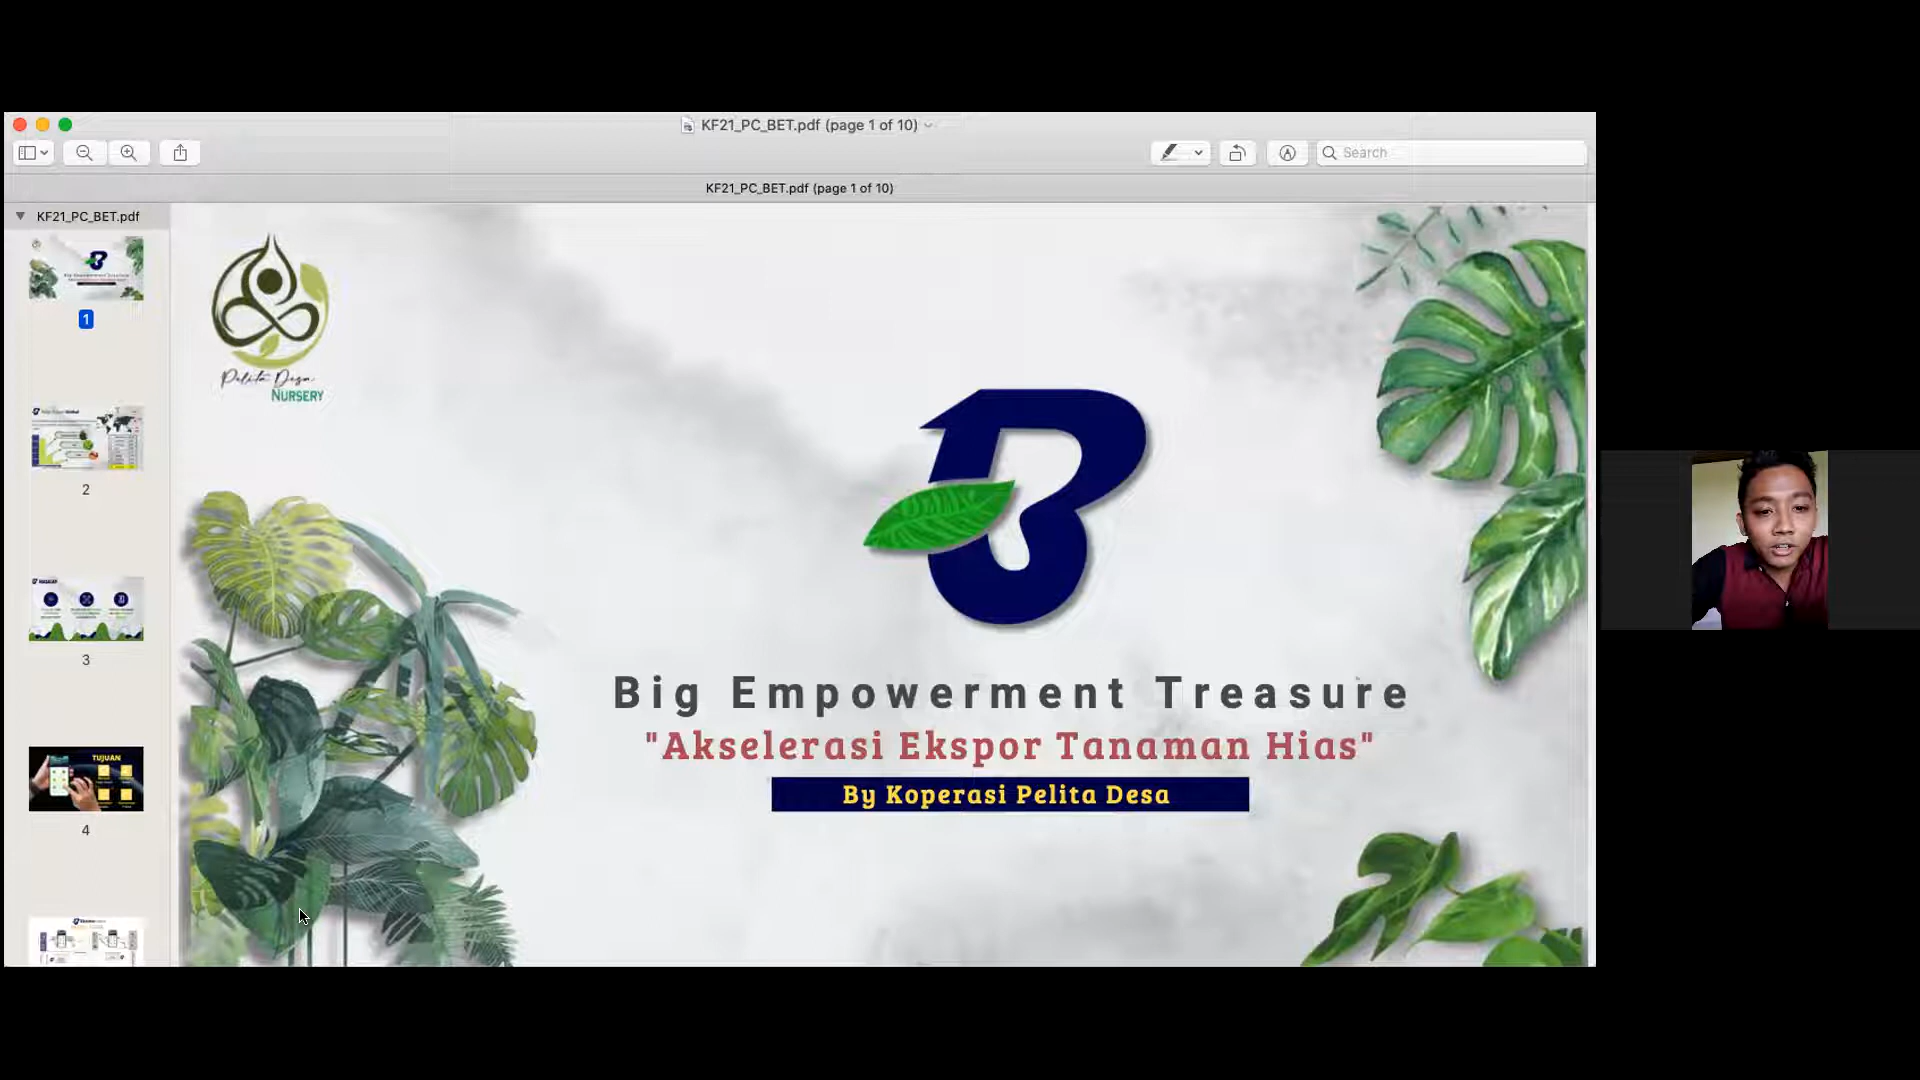 KF21_PC_BET.pdf (page 1 of 10)
Search
KF21_PC_BET.pdf (page 1 of 10)
KF21_PC_BET.pdf
1
2
3
TUJUAN
4
Pelita Desa
NURSERY
Big Empowerment Treasure
"Akselerasi Ekspor Tanaman Hias"
By Koperasi Pelita Desa